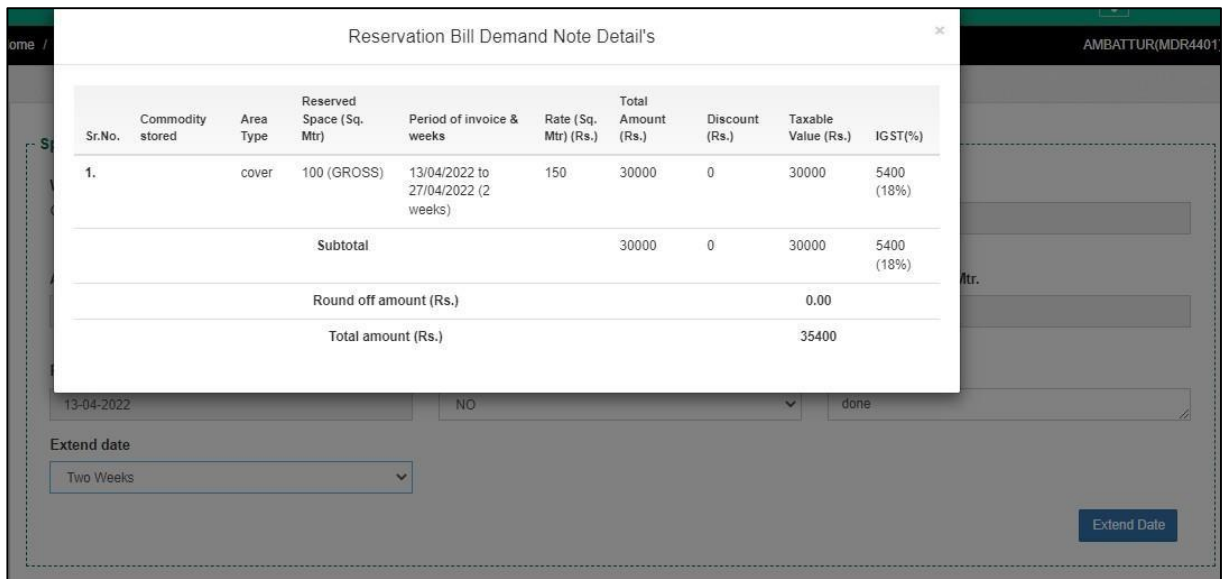 Reservation Bill Demand Note Detail's
×
ome /
AMBATTUR(MDR4401)
Sr.No. Commodity stored Area Type Reserved Space (Sq. Mtr) Period of invoice & weeks Rate (Sq. Mtr) (Rs.) Total Amount (Rs.) Discount (Rs.) Taxable Value (Rs.) IGST(%)
1. cover 100 (GROSS) 13/04/2022 to 27/04/2022 (2 weeks) 150 30000 0 30000 5400 (18%)
Subtotal 30000 0 30000 5400 (18%)
Round off amount (Rs.) 0.00
Total amount (Rs.) 35400
Mtr.
13-04-2022 NO done
Extend date
Two Weeks
Extend Date